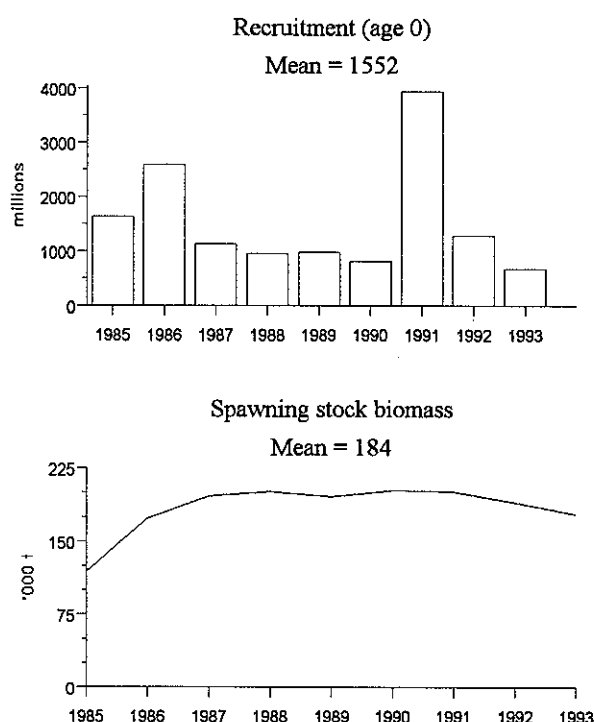 Recruitment (age 0)
Mean = 1552
4000
3000
2000
1000
0
millions
1985 1986 1987 1988 1989 1990 1991 1992 1993
Spawning stock biomass
Mean = 184
225
150
75
0
'000 t
1985 1986 1987 1988 1989 1990 1991 1992 1993